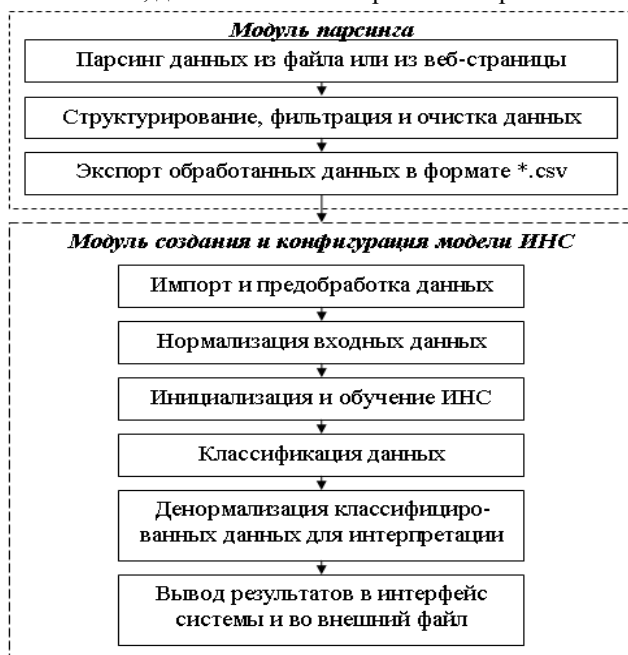 Модуль парсинга
Парсинг данных из файла или из веб-страницы
Структурирование, фильтрация и очистка данных
Экспорт обработанных данных в формате *.csv
Модуль создания и конфигурация модели ИНС
Импорт и предобработка данных
Нормализация входных данных
Инициализация и обучение ИНС
Классификация данных
Денормализация классифициро-
ванных данных для интерпретации
Вывод результатов в интерфейс
системы и во внешний файл